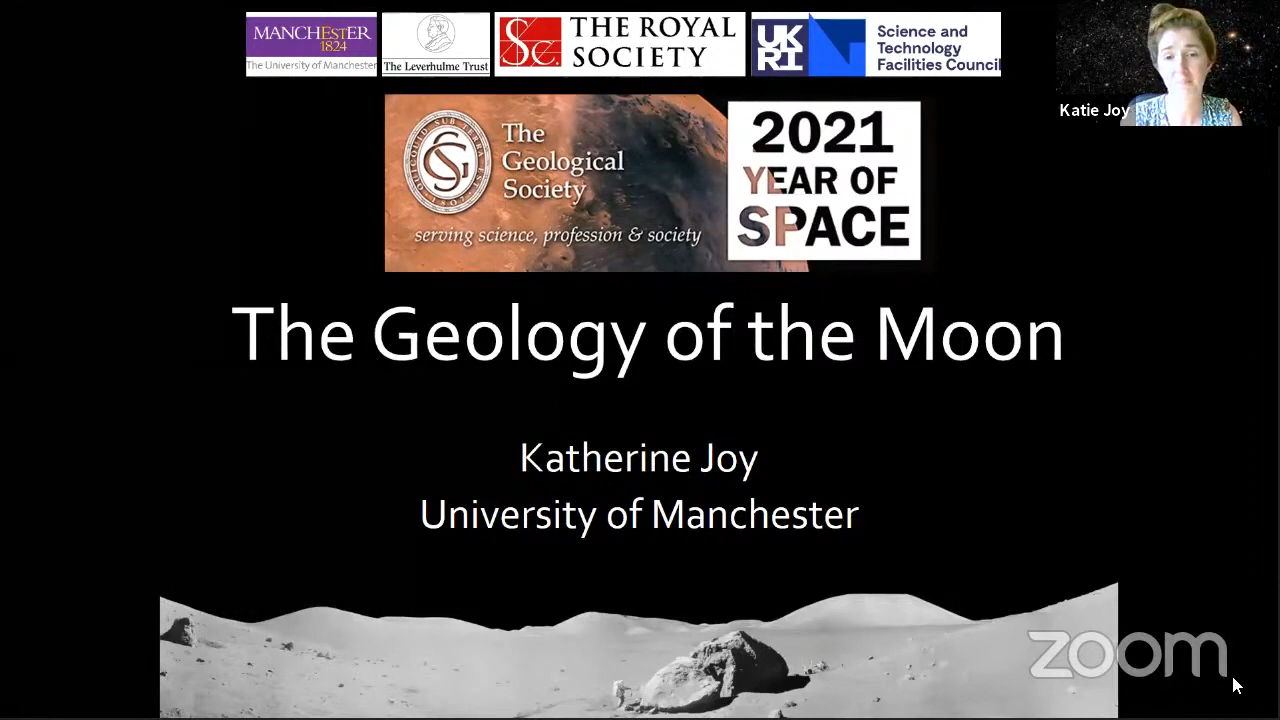 MANCHESTER
1824
The University of Manchester
The Leverhulme Trust
THE ROYAL
SOCIETY
UK
RI
Science and
Technology
Facilities Council
Katie Joy
The
Geological
Society
serving science, profession & society
2021
YEAR OF
SPACE
The Geology of the Moon
Katherine Joy
University of Manchester
zoom